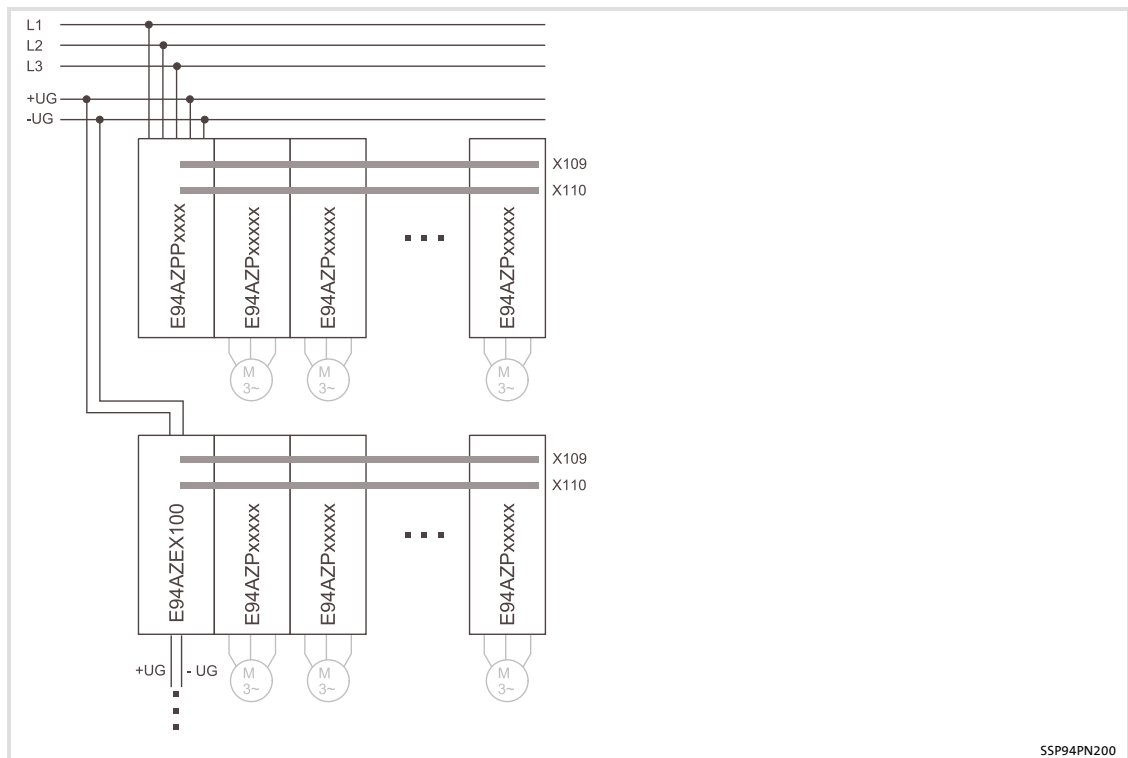 L1
L2
L3
+UG
-UG
X109
X110
E94AZPPxxxx
E94AZPxxxxx
E94AZPxxxxx
E94AZPxxxxx
M
3~
M
3~
M
3~
X109
X110
E94AZEX100
E94AZPxxxxx
E94AZPxxxxx
E94AZPxxxxx
+UG
- UG
M
3~
M
3~
M
3~
SSP94PN200